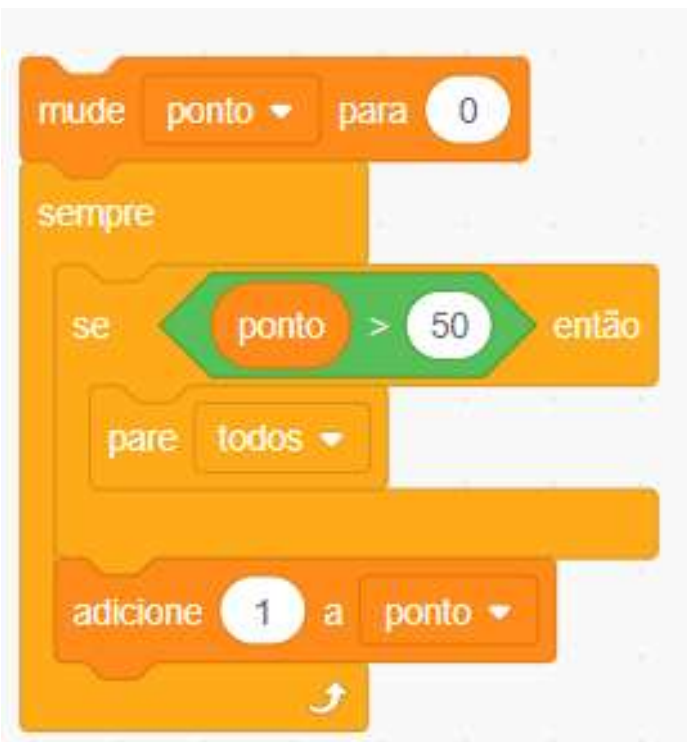 mude ponto para 0
sempre
se ponto > 50 então
pare todos
adicione 1 a ponto